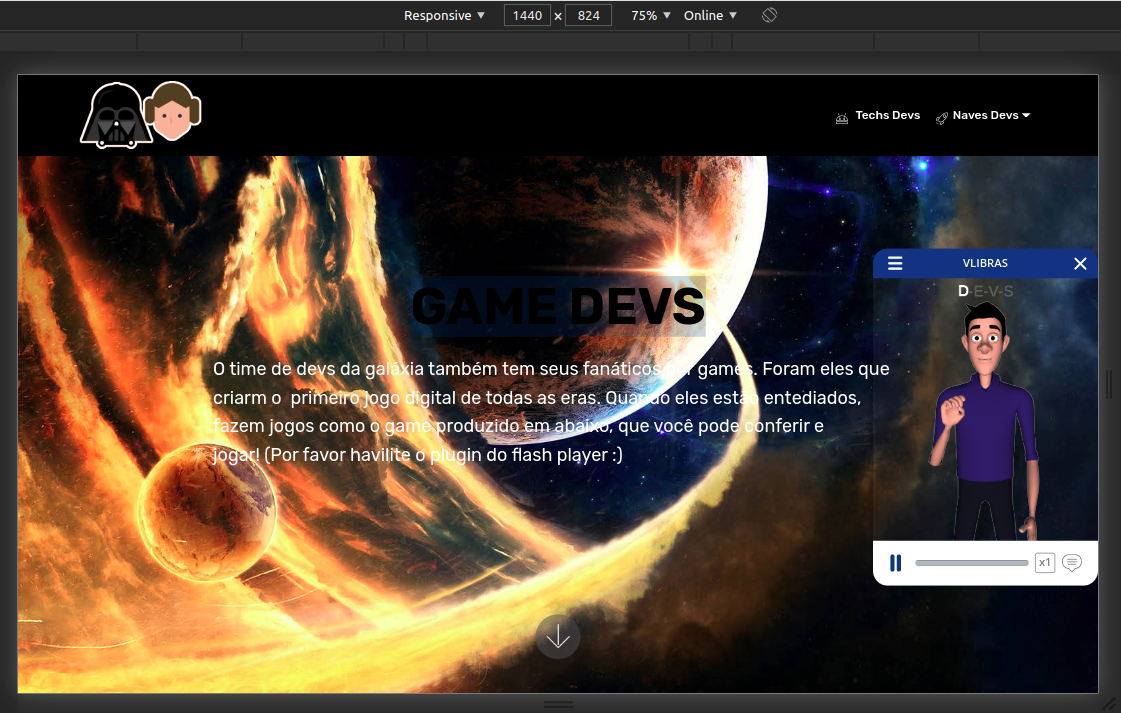 Responsive ▼ 1440 x 824 75% ▼ Online ▼
Techs Devs Naves Devs
VLIBRAS
D-E-V-S
GAME DEVS
O time de devs da galáxia também tem seus fanáticos por games. Foram eles que
criarm o primeiro jogo digital de todas as eras. Quando eles estão entediados,
fazem jogos como o game produzido em abaixo, que você pode conferir e
jogar! (Por favor havilite o plugin do flash player :)
x1